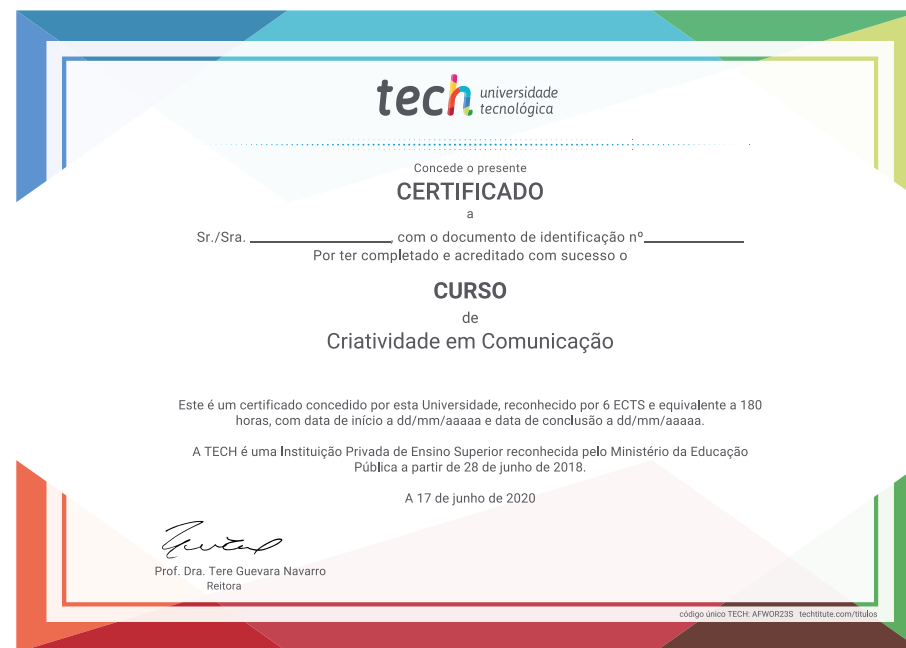 tech universidade
tecnológica
Concede o presente
CERTIFICADO
a
Sr./Sra. ________________, com o documento de identificação nº____________
Por ter completado e acreditado com sucesso o
CURSO
de
Criatividade em Comunicação
Este é um certificado concedido por esta Universidade, reconhecido por 6 ECTS e equivalente a 180
horas, com data de início a dd/mm/aaaaa e data de conclusão a dd/mm/aaaaa.
A TECH é uma Instituição Privada de Ensino Superior reconhecida pelo Ministério da Educação
Pública a partir de 28 de junho de 2018.
A 17 de junho de 2020
Prof. Dra. Tere Guevara Navarro
Reitora
código único TECH: AFWOR23S techtitute.com/titulos